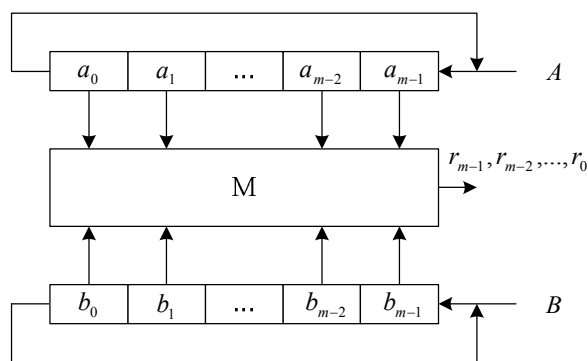 a₀ a₁ ... aₘ₋₂ aₘ₋₁ A
rₘ₋₁, rₘ₋₂,..., r₀
M
b₀ b₁ ... bₘ₋₂ bₘ₋₁ B